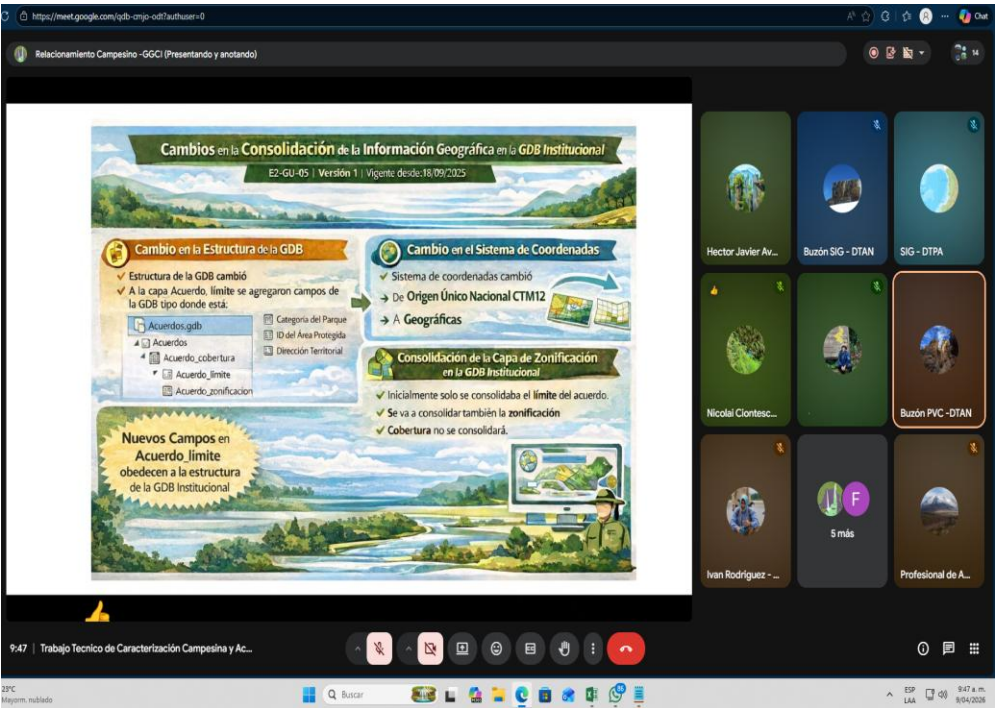 https://meet.google.com/qdb-cmjo-odt?authuser=0
Chat
Relacionamiento Campesino -GGCI (Presentando y anotando)
14
Cambios en la Consolidación de la Información Geográfica en la GDB Institucional
E2-GU-05 | Versión 1 | Vigente desde:18/09/2025
Cambio en la Estructura de la GDB
✓ Estructura de la GDB cambió
✓ A la capa Acuerdo, límite se agregaron campos de
la GDB tipo donde está:
Acuerdos.gdb
Acuerdos
Acuerdo_cobertura
Acuerdo_límite
Acuerdo_zonificacion
Categoría del Parque
ID del Área Protegida
Dirección Territorial
Cambio en el Sistema de Coordenadas
✓ Sistema de coordenadas cambió
→ De Origen Único Nacional CTM12
→ A Geográficas
Consolidación de la Capa de Zonificación
en la GDB Institucional
✓ Inicialmente solo se consolidaba el límite del acuerdo.
✓ Se va a consolidar también la zonificación
✓ Cobertura no se consolidará.
Nuevos Campos en
Acuerdo_limite
obedecen a la estructura
de la GDB Institucional
Hector Javier Av...
Buzón SIG - DTAN
SIG - DTPA
Nicolai Ciontesc...
Buzón PVC -DTAN
Ivan Rodríguez - ...
F
5 más
Profesional de A...
9:47 | Trabajo Tecnico de Caracterización Campesina y Ac...
23°C
Mayorm. nublado
Buscar
86
ESP
LAA
9:47 a. m.
9/04/2026